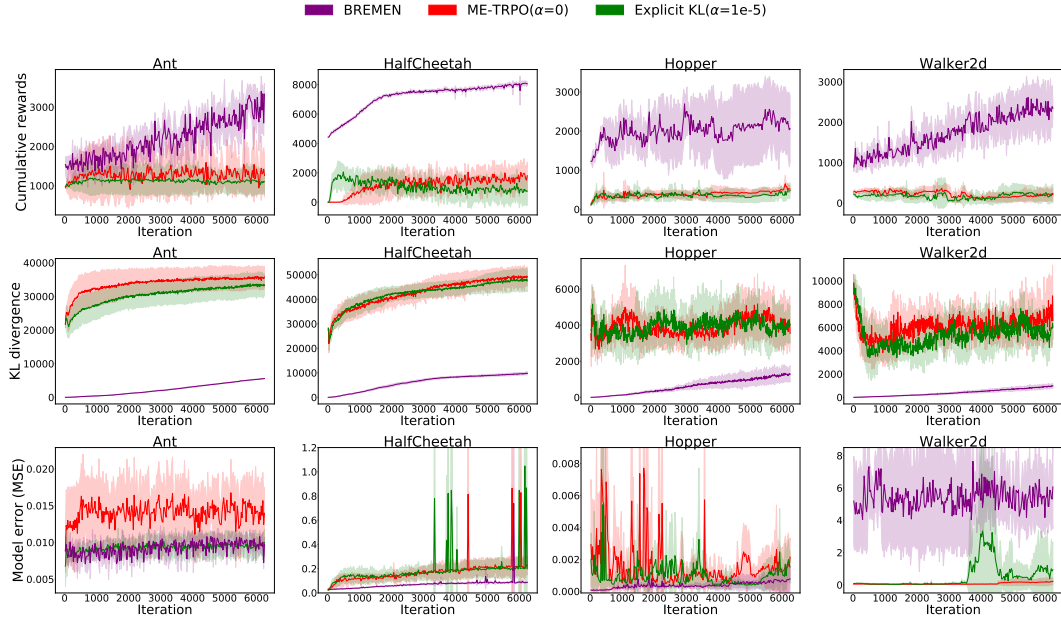 BREMEN ME-TRPO(α=0) Explicit KL(α=1e-5)
Ant HalfCheetah Hopper Walker2d
Cumulative rewards
3000 2000 1000
8000 6000 4000 2000 0
4000 3000 2000 1000 0
3000 2000 1000 0
0 1000 2000 3000 4000 5000 6000 0 1000 2000 3000 4000 5000 6000 0 1000 2000 3000 4000 5000 6000 0 1000 2000 3000 4000 5000 6000
Iteration Iteration Iteration Iteration
Ant HalfCheetah Hopper Walker2d
KL divergence
40000 30000 20000 10000 0
50000 40000 30000 20000 10000 0
6000 4000 2000 0
10000 8000 6000 4000 2000 0
0 1000 2000 3000 4000 5000 6000 0 1000 2000 3000 4000 5000 6000 0 1000 2000 3000 4000 5000 6000 0 1000 2000 3000 4000 5000 6000
Iteration Iteration Iteration Iteration
Ant HalfCheetah Hopper Walker2d
Model error (MSE)
0.020 0.015 0.010 0.005
1.2 1.0 0.8 0.6 0.4 0.2 0.0
0.008 0.006 0.004 0.002 0.000
8 6 4 2 0
0 1000 2000 3000 4000 5000 6000 0 1000 2000 3000 4000 5000 6000 0 1000 2000 3000 4000 5000 6000 0 1000 2000 3000 4000 5000 6000
Iteration Iteration Iteration Iteration